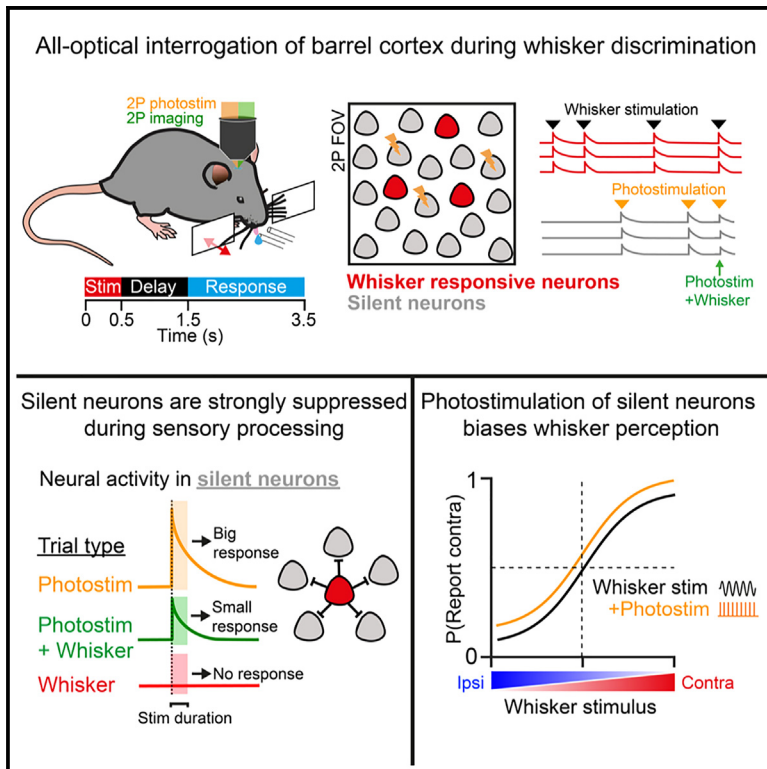 All-optical interrogation of barrel cortex during whisker discrimination
2P photostim
2P imaging
Stim Delay Response
0 0.5 1.5 3.5
Time (s)
2P FOV
Whisker responsive neurons
Silent neurons
Whisker stimulation
Photostimulation
Photostim
+Whisker
Silent neurons are strongly suppressed
during sensory processing
Neural activity in silent neurons
Trial type
Photostim
Big
response
Photostim
+ Whisker
Small
response
Whisker
No response
Stim duration
Photostimulation of silent neurons
biases whisker perception
1
P(Report contra)
0
Whisker stim
+Photostim
Ipsi Contra
Whisker stimulus